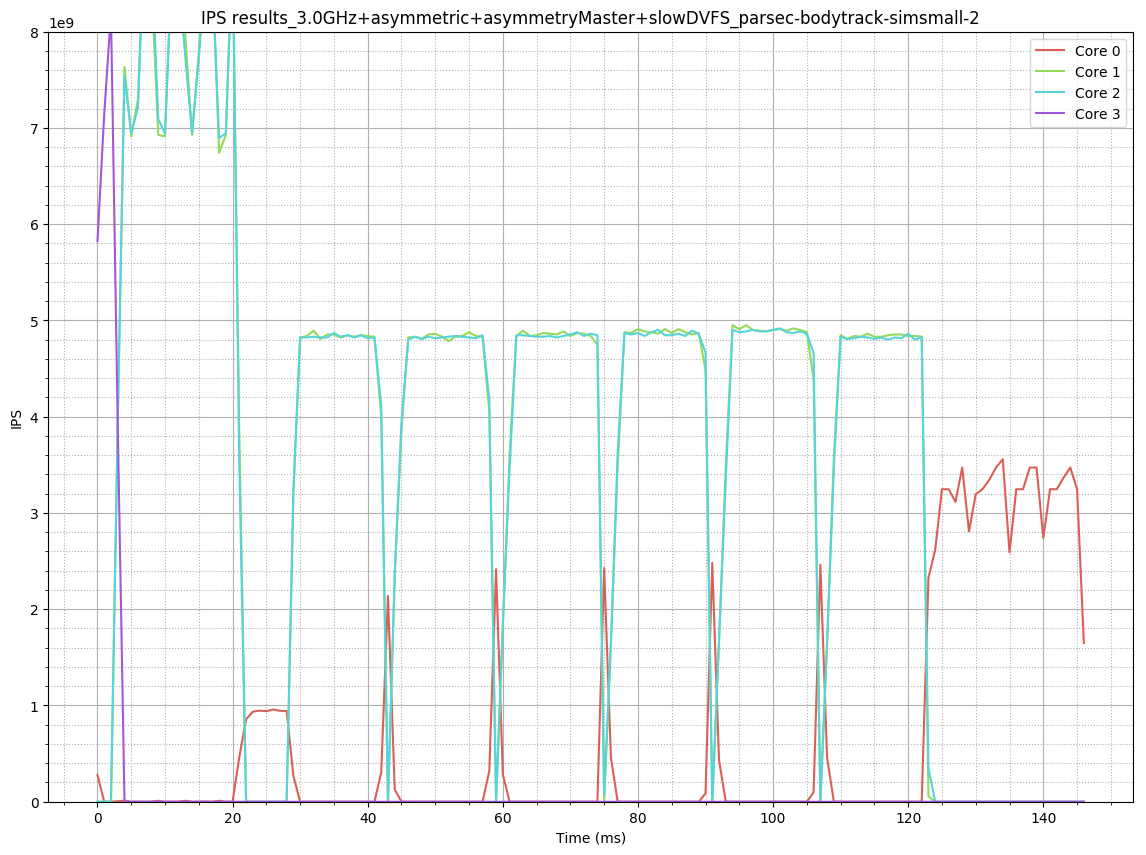 IPS results_3.0GHz+asymmetric+asymmetryMaster+slowDVFS_parsec-bodytrack-simsmall-2
1e9
8
7
6
5
4
3
2
1
0
IPS
Core 0
Core 1
Core 2
Core 3
0 20 40 60 80 100 120 140
Time (ms)